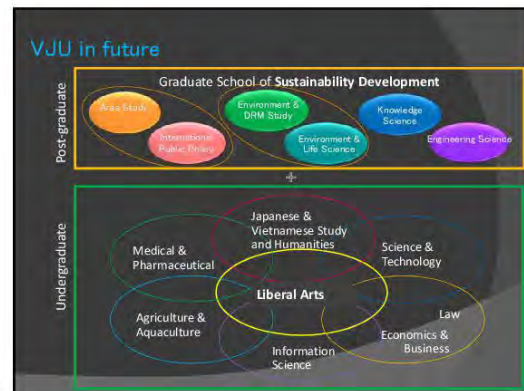 VJU in future
Graduate School of Sustainability Development
Post-graduate
Area Study
International
Public Policy
Environment &
DRM Study
Environment &
Life Science
Knowledge
Science
Engineering Science
+
Undergraduate
Japanese &
Vietnamese Study
and Humanities
Medical &
Pharmaceutical
Science &
Technology
Liberal Arts
Agriculture &
Aquaculture
Law
Economics &
Business
Information
Science